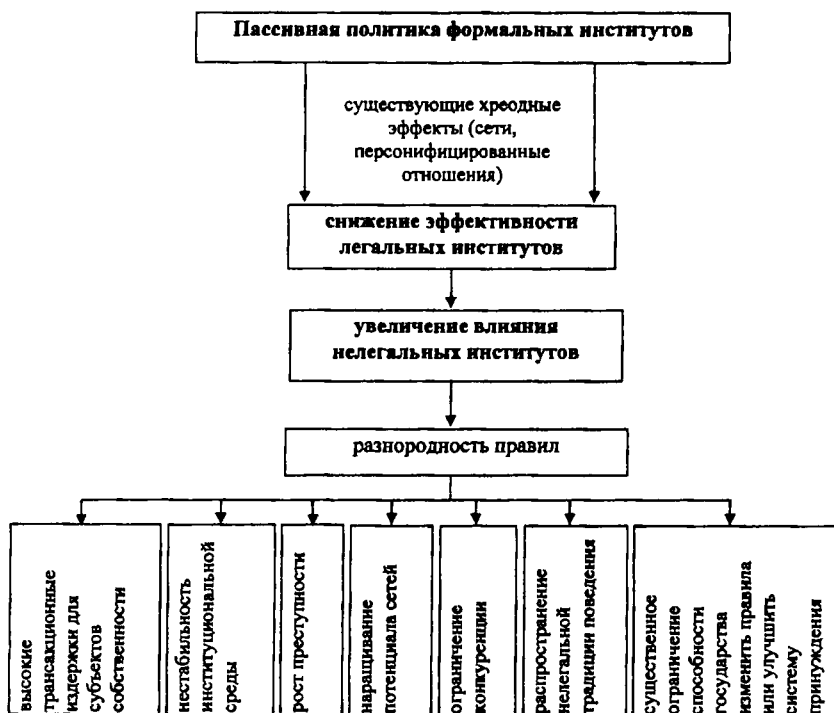 Пассивная политика формальных институтов
существующие хреодные
эффекты (сети,
персонифицированные
отношения)
снижение эффективности
легальных институтов
увеличение влияния
нелегальных институтов
разнородность правил
высокие
трансакционные
издержки для
субъектов
собственности
нестабильность
институциональной
среды
рост преступности
наращивание
потенциала сетей
ограничение
конкуренции
распространение
нелегальной
традиции поведения
существенное
ограничение
способности
государства
изменить правила
или улучшить
систему
принуждения